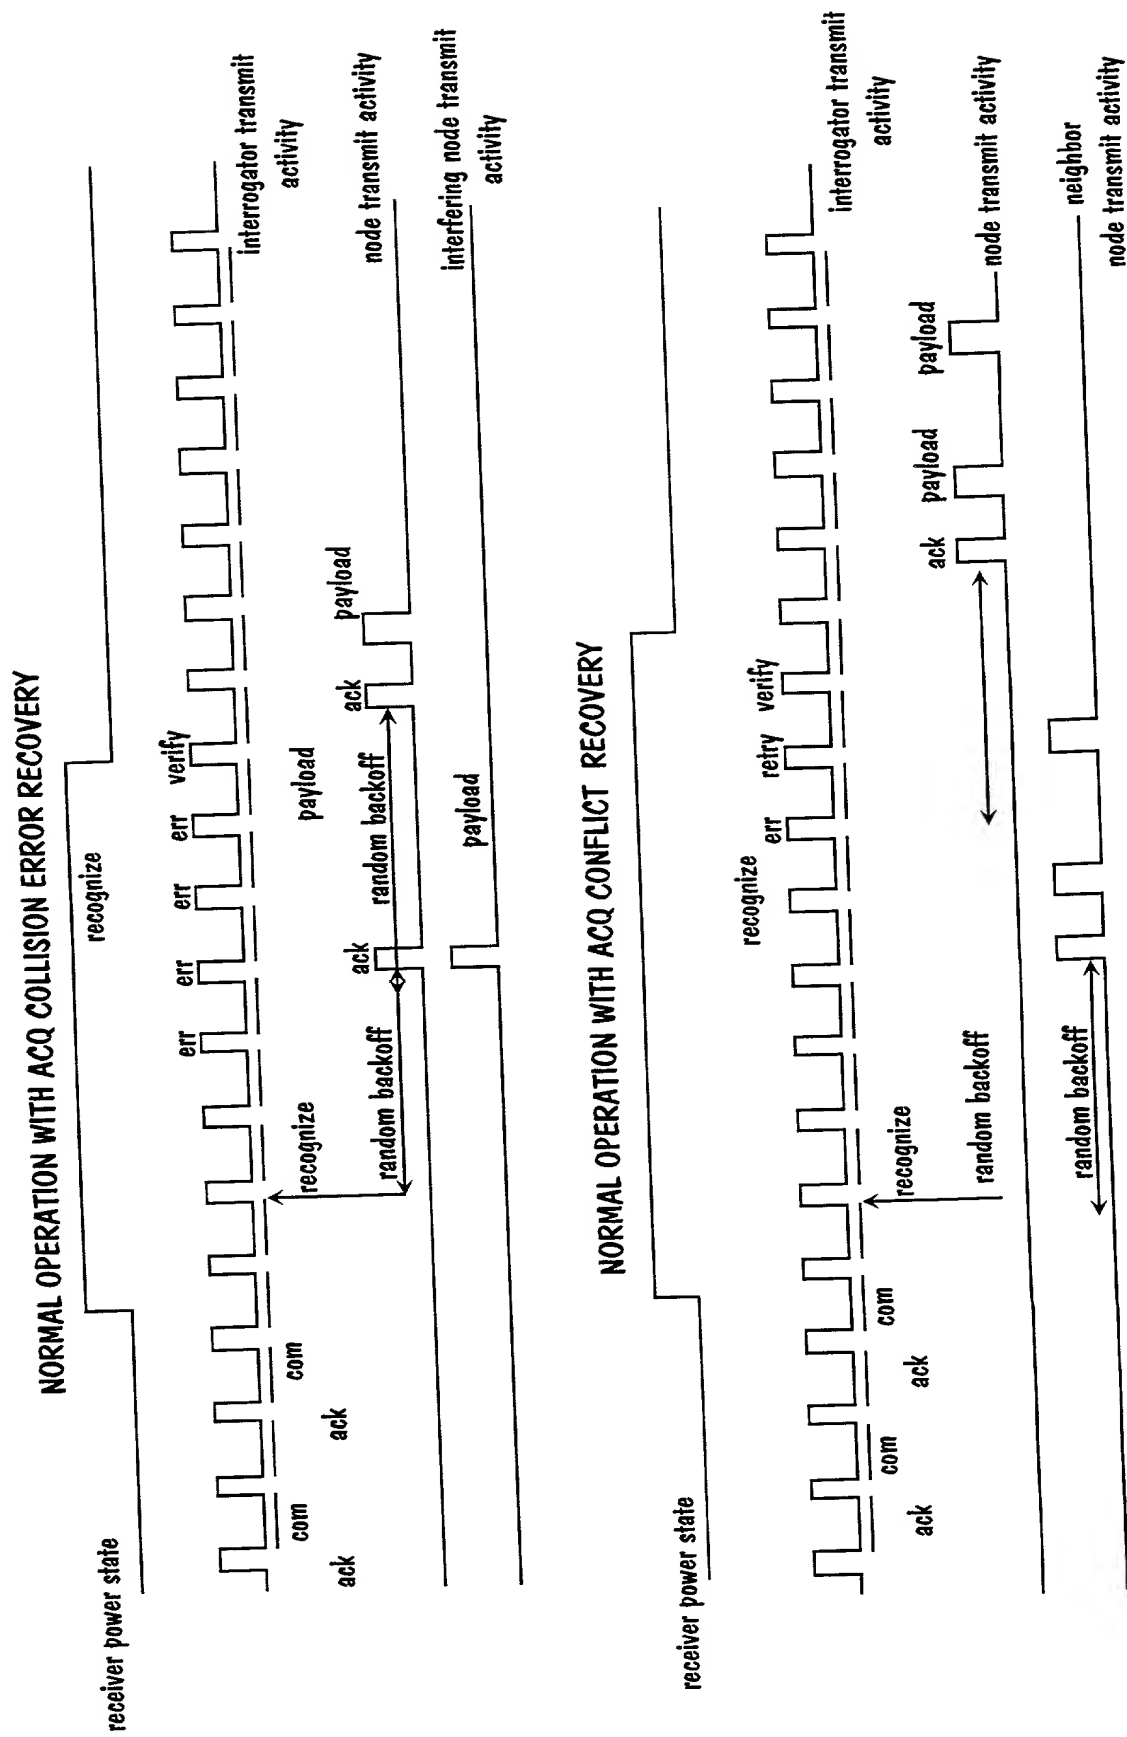 NORMAL OPERATION WITH ACQ COLLISION ERROR RECOVERY
receiver power state
recognize
err
err
err
err
verify
interrogator transmit
activity
com
com
recognize
payload
ack
ack
ack
ack
payload
node transmit activity
random backoff
random backoff
payload
interfering node transmit
activity
NORMAL OPERATION WITH ACQ CONFLICT RECOVERY
receiver power state
recognize
err
retry
verify
interrogator transmit
activity
com
com
recognize
ack
ack
ack
payload
payload
random backoff
node transmit activity
random backoff
neighbor
node transmit activity